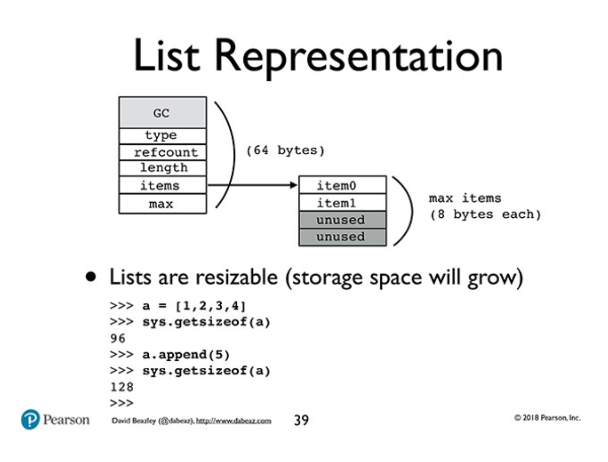 List Representation
GC
type
refcount
length
items
max
(64 bytes)
item0
item1
unused
unused
max items
(8 bytes each)
• Lists are resizable (storage space will grow)
>>> a = [1,2,3,4]
>>> sys.getsizeof(a)
96
>>> a.append(5)
>>> sys.getsizeof(a)
128
>>>
P Pearson
David Beazley (@dabeaz), http://www.dabeaz.com
39
© 2018 Pearson, Inc.